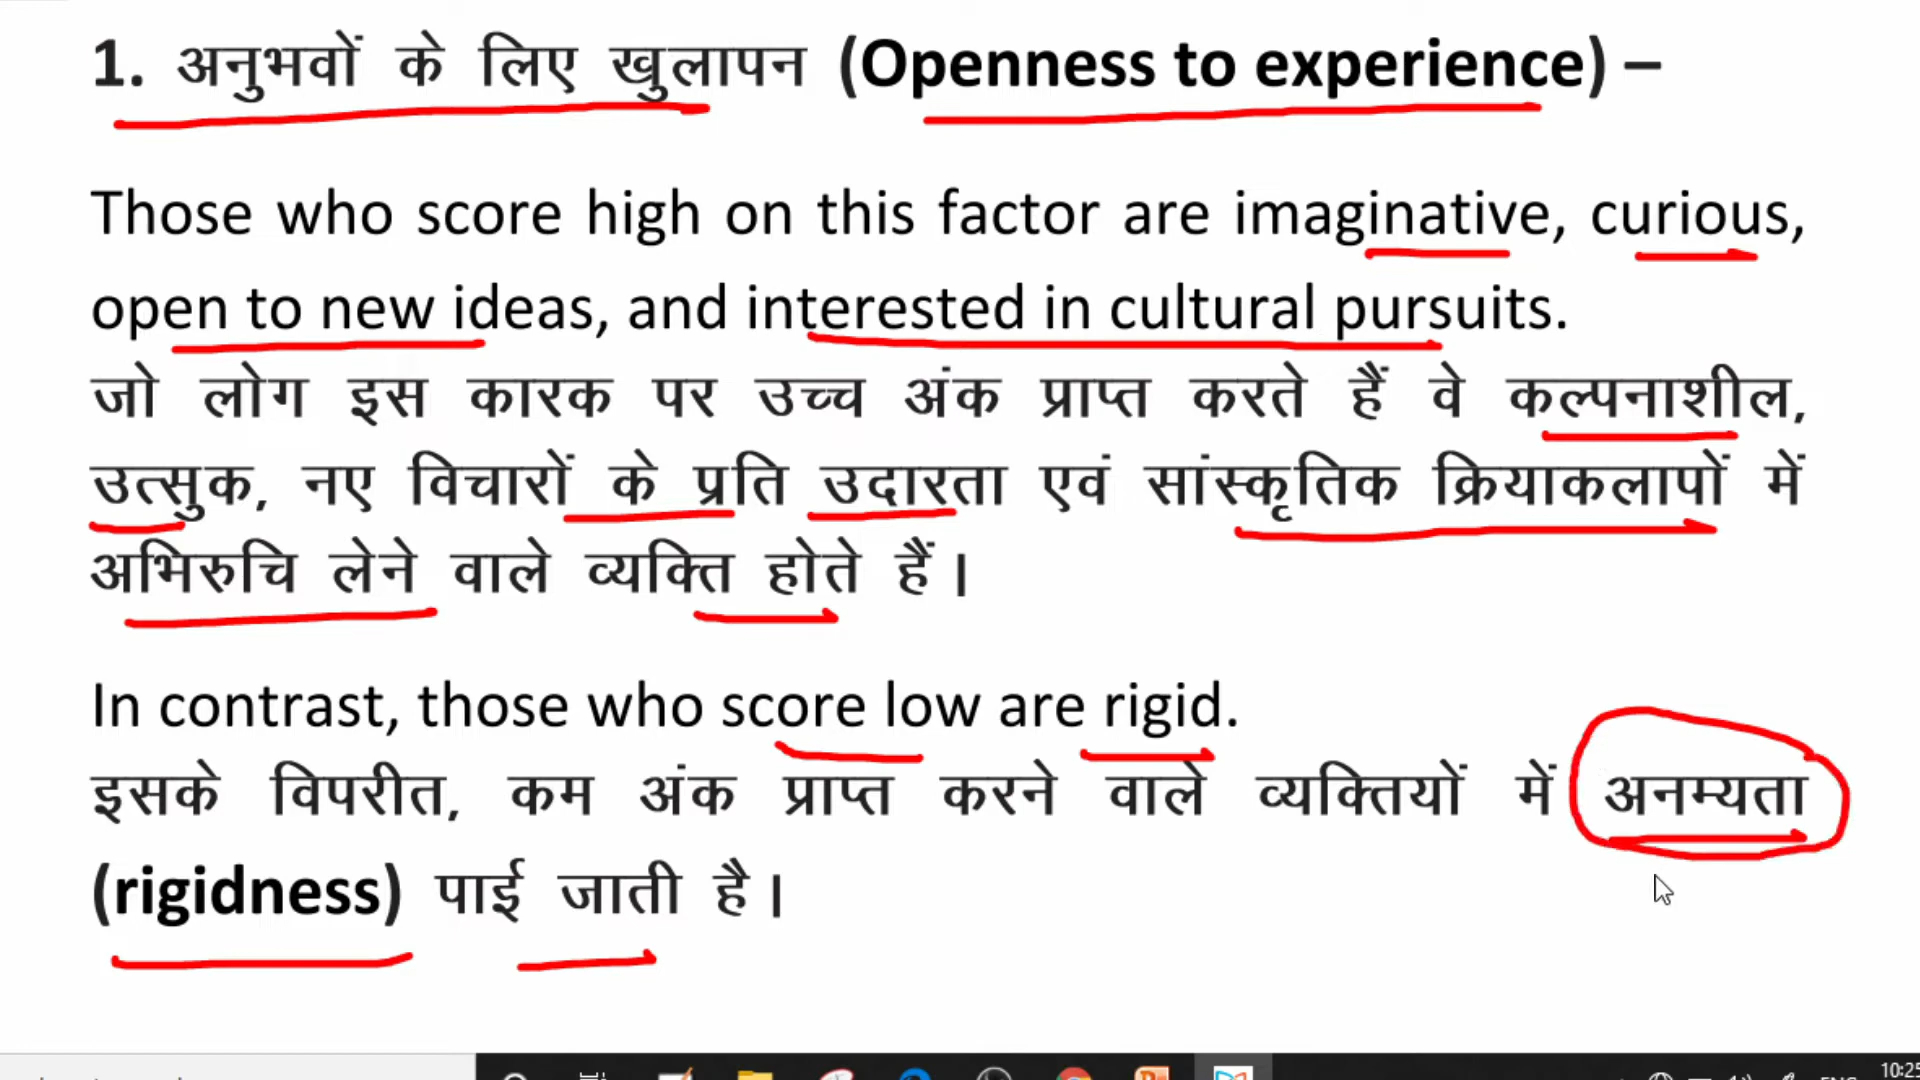 1. अनुभवों के लिए खुलापन (Openness to experience) –
Those who score high on this factor are imaginative, curious,
open to new ideas, and interested in cultural pursuits.
जो लोग इस कारक पर उच्च अंक प्राप्त करते हैं वे कल्पनाशील,
उत्सुक, नए विचारों के प्रति उदारता एवं सांस्कृतिक क्रियाकलापों में
अभिरुचि लेने वाले व्यक्ति होते हैं।
In contrast, those who score low are rigid.
इसके विपरीत, कम अंक प्राप्त करने वाले व्यक्तियों में अनम्यता
(rigidness) पाई जाती है।
10:25